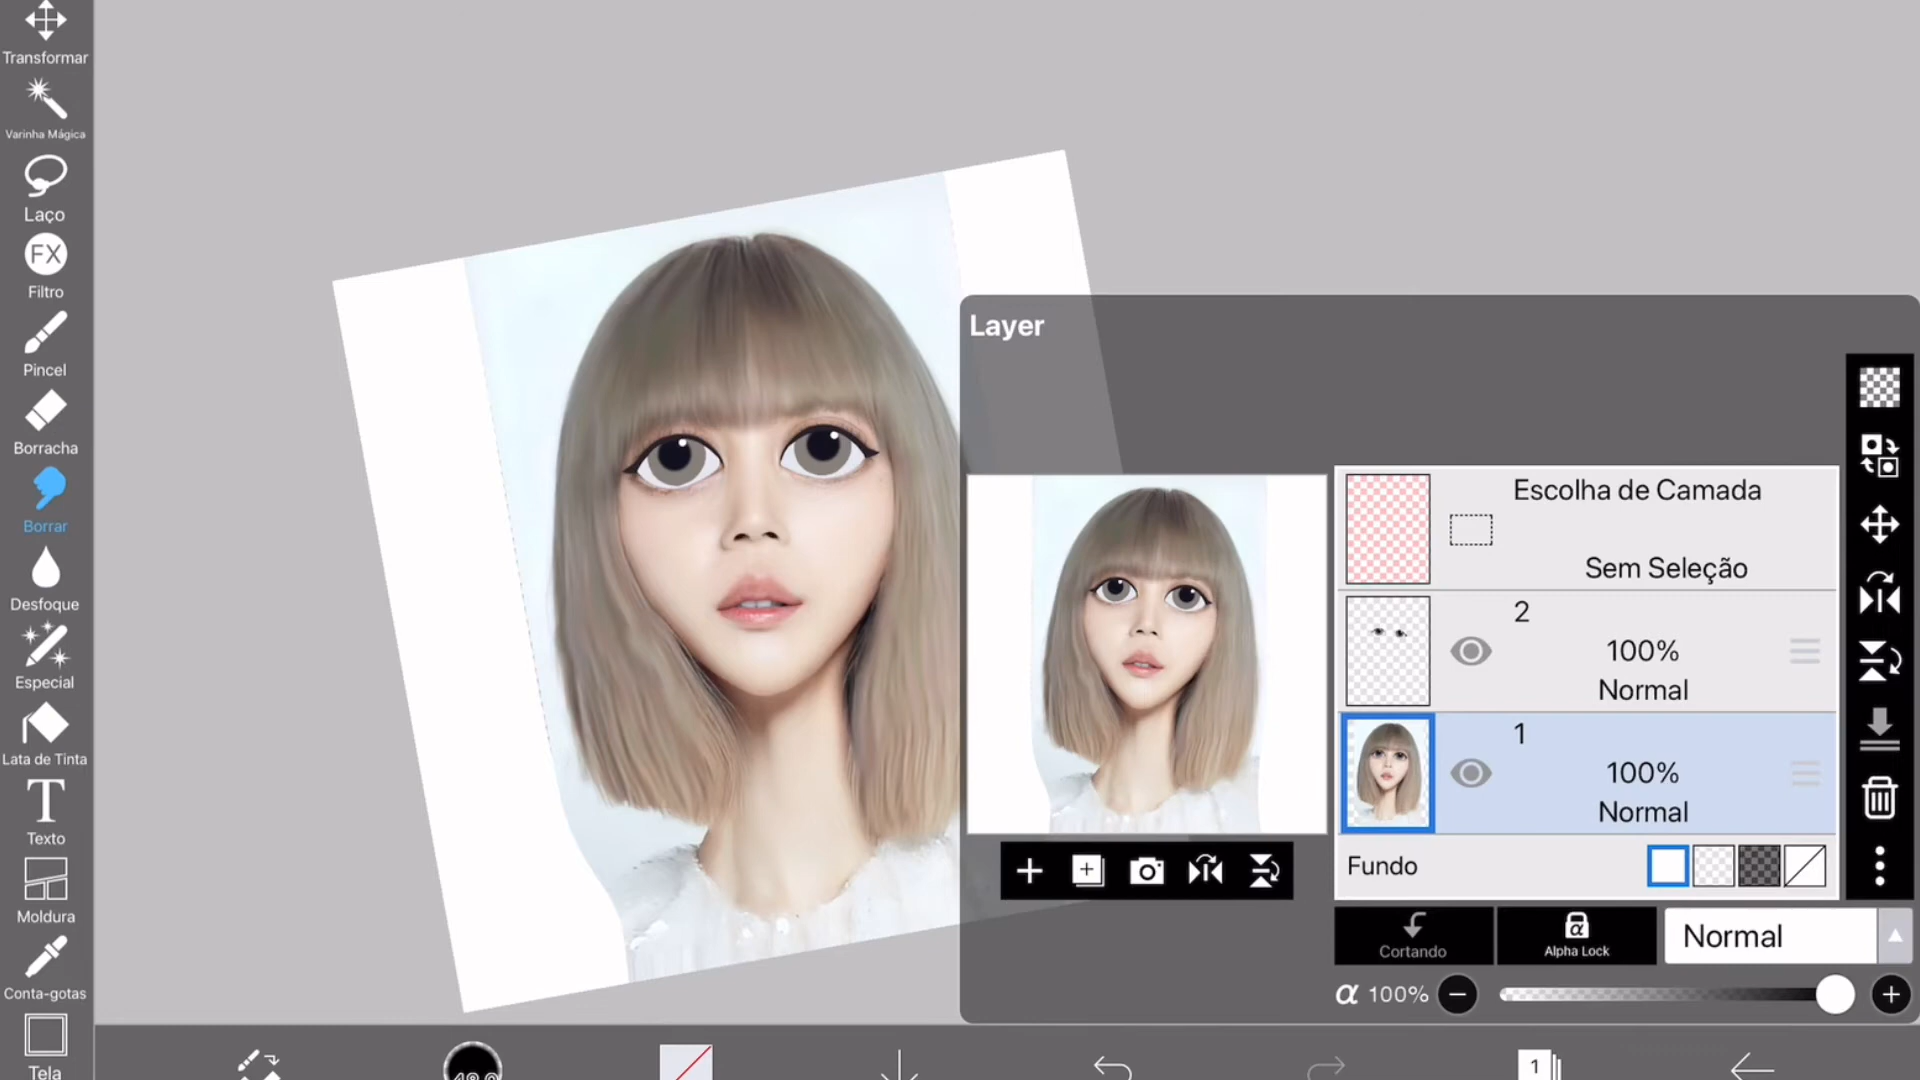 Transformar
Varinha Mágica
Laço
FX
Filtro
Pincel
Borracha
Borrar
Desfoque
Especial
Lata de Tinta
T
Texto
Moldura
Conta-gotas
Tela
Layer
Escolha de Camada
Sem Seleção
2
100%
Normal
1
100%
Normal
Fundo
Cortando
α
Alpha Lock
Normal
α 100%
48.0
1